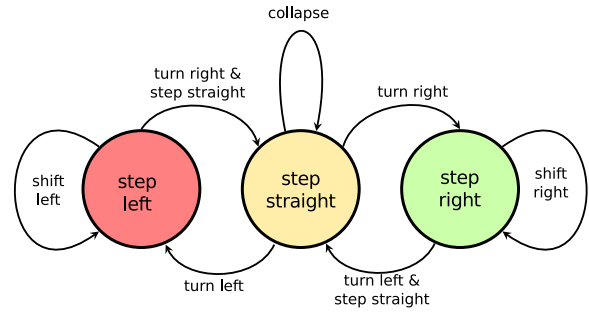 collapse
turn right &
step straight
turn right
shift
left
step
left
step
straight
step
right
shift
right
turn left
turn left &
step straight